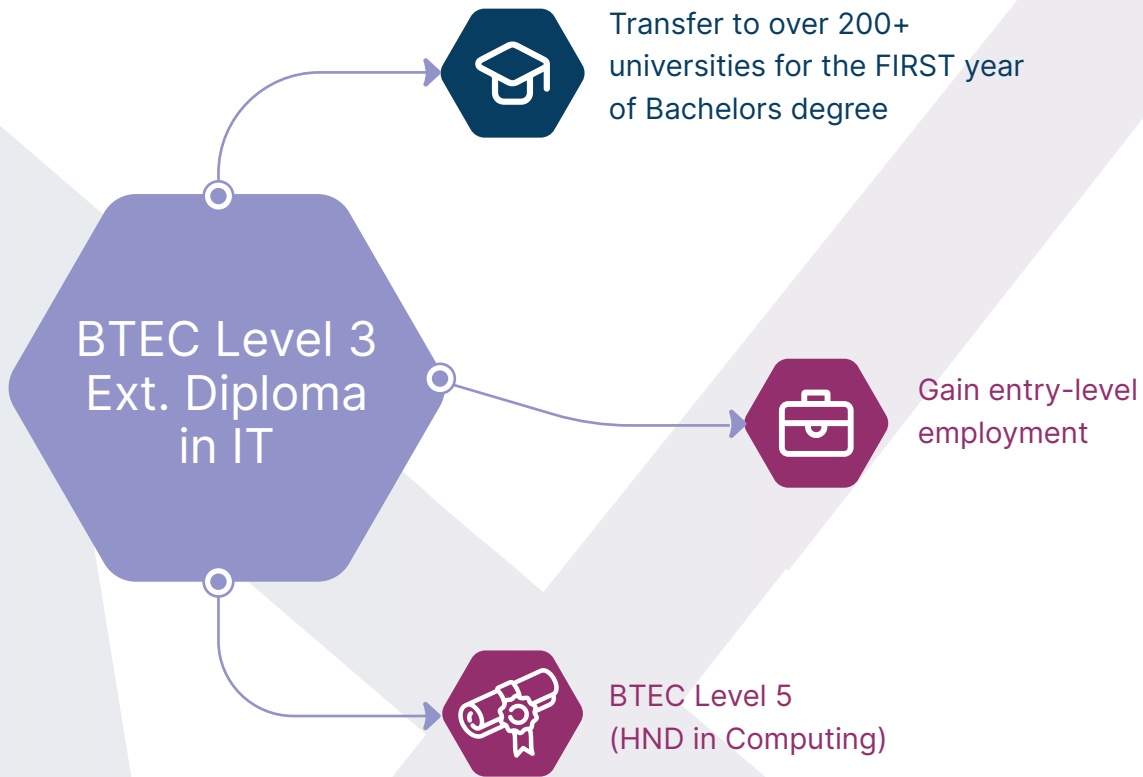 Transfer to over 200+
universities for the FIRST year
of Bachelors degree
BTEC Level 3
Ext. Diploma
in IT
Gain entry-level
employment
BTEC Level 5
(HND in Computing)